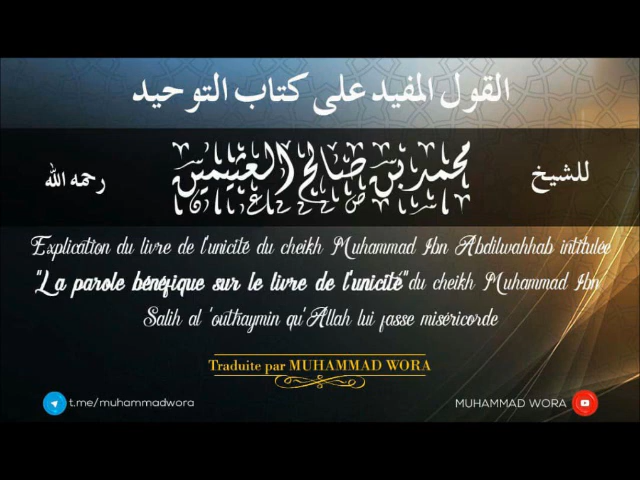 القول المفيد على كتاب التوحيد
للشيخ محمد بن صالح العثيمين رحمه الله
Explication du livre de l'unicité du cheikh Muhammad Ibn Abdilwahhab intitulée
"La parole bénéfique sur le livre de l'unicité" du cheikh Muhammad Ibn
Salih al 'outhaymin qu'Allah lui fasse miséricorde
Traduite par MUHAMMAD WORA
t.me/muhammadwora
MUHAMMAD WORA